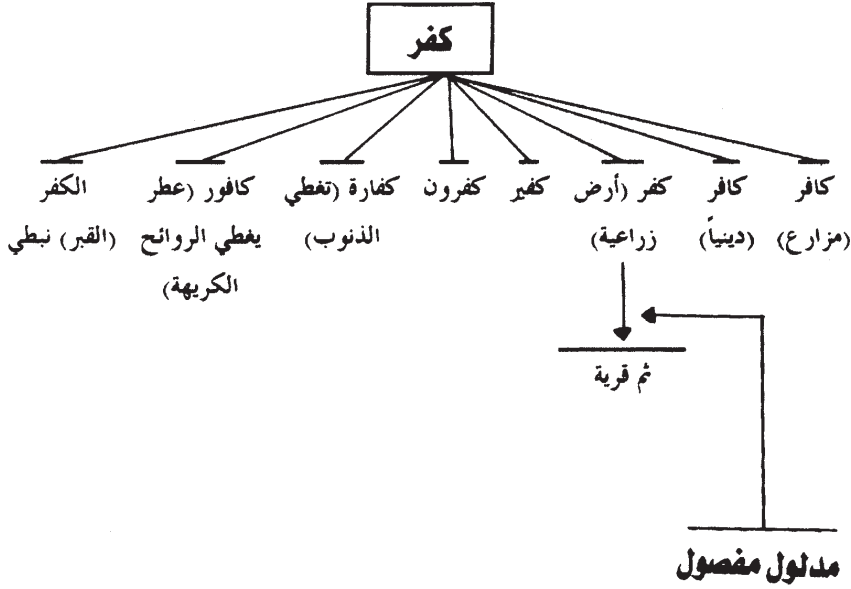 كفر
كافر
(مزارع)
كافر
(دينياً)
كفر (أرض
زراعية)
كفير
كفرون
كفارة (تغطي
الذنوب)
كافور (عطر
يغطي الروائح
الكريهة)
الكفر
(القبر) نبطي
ثم قرية
مدلول مفصول